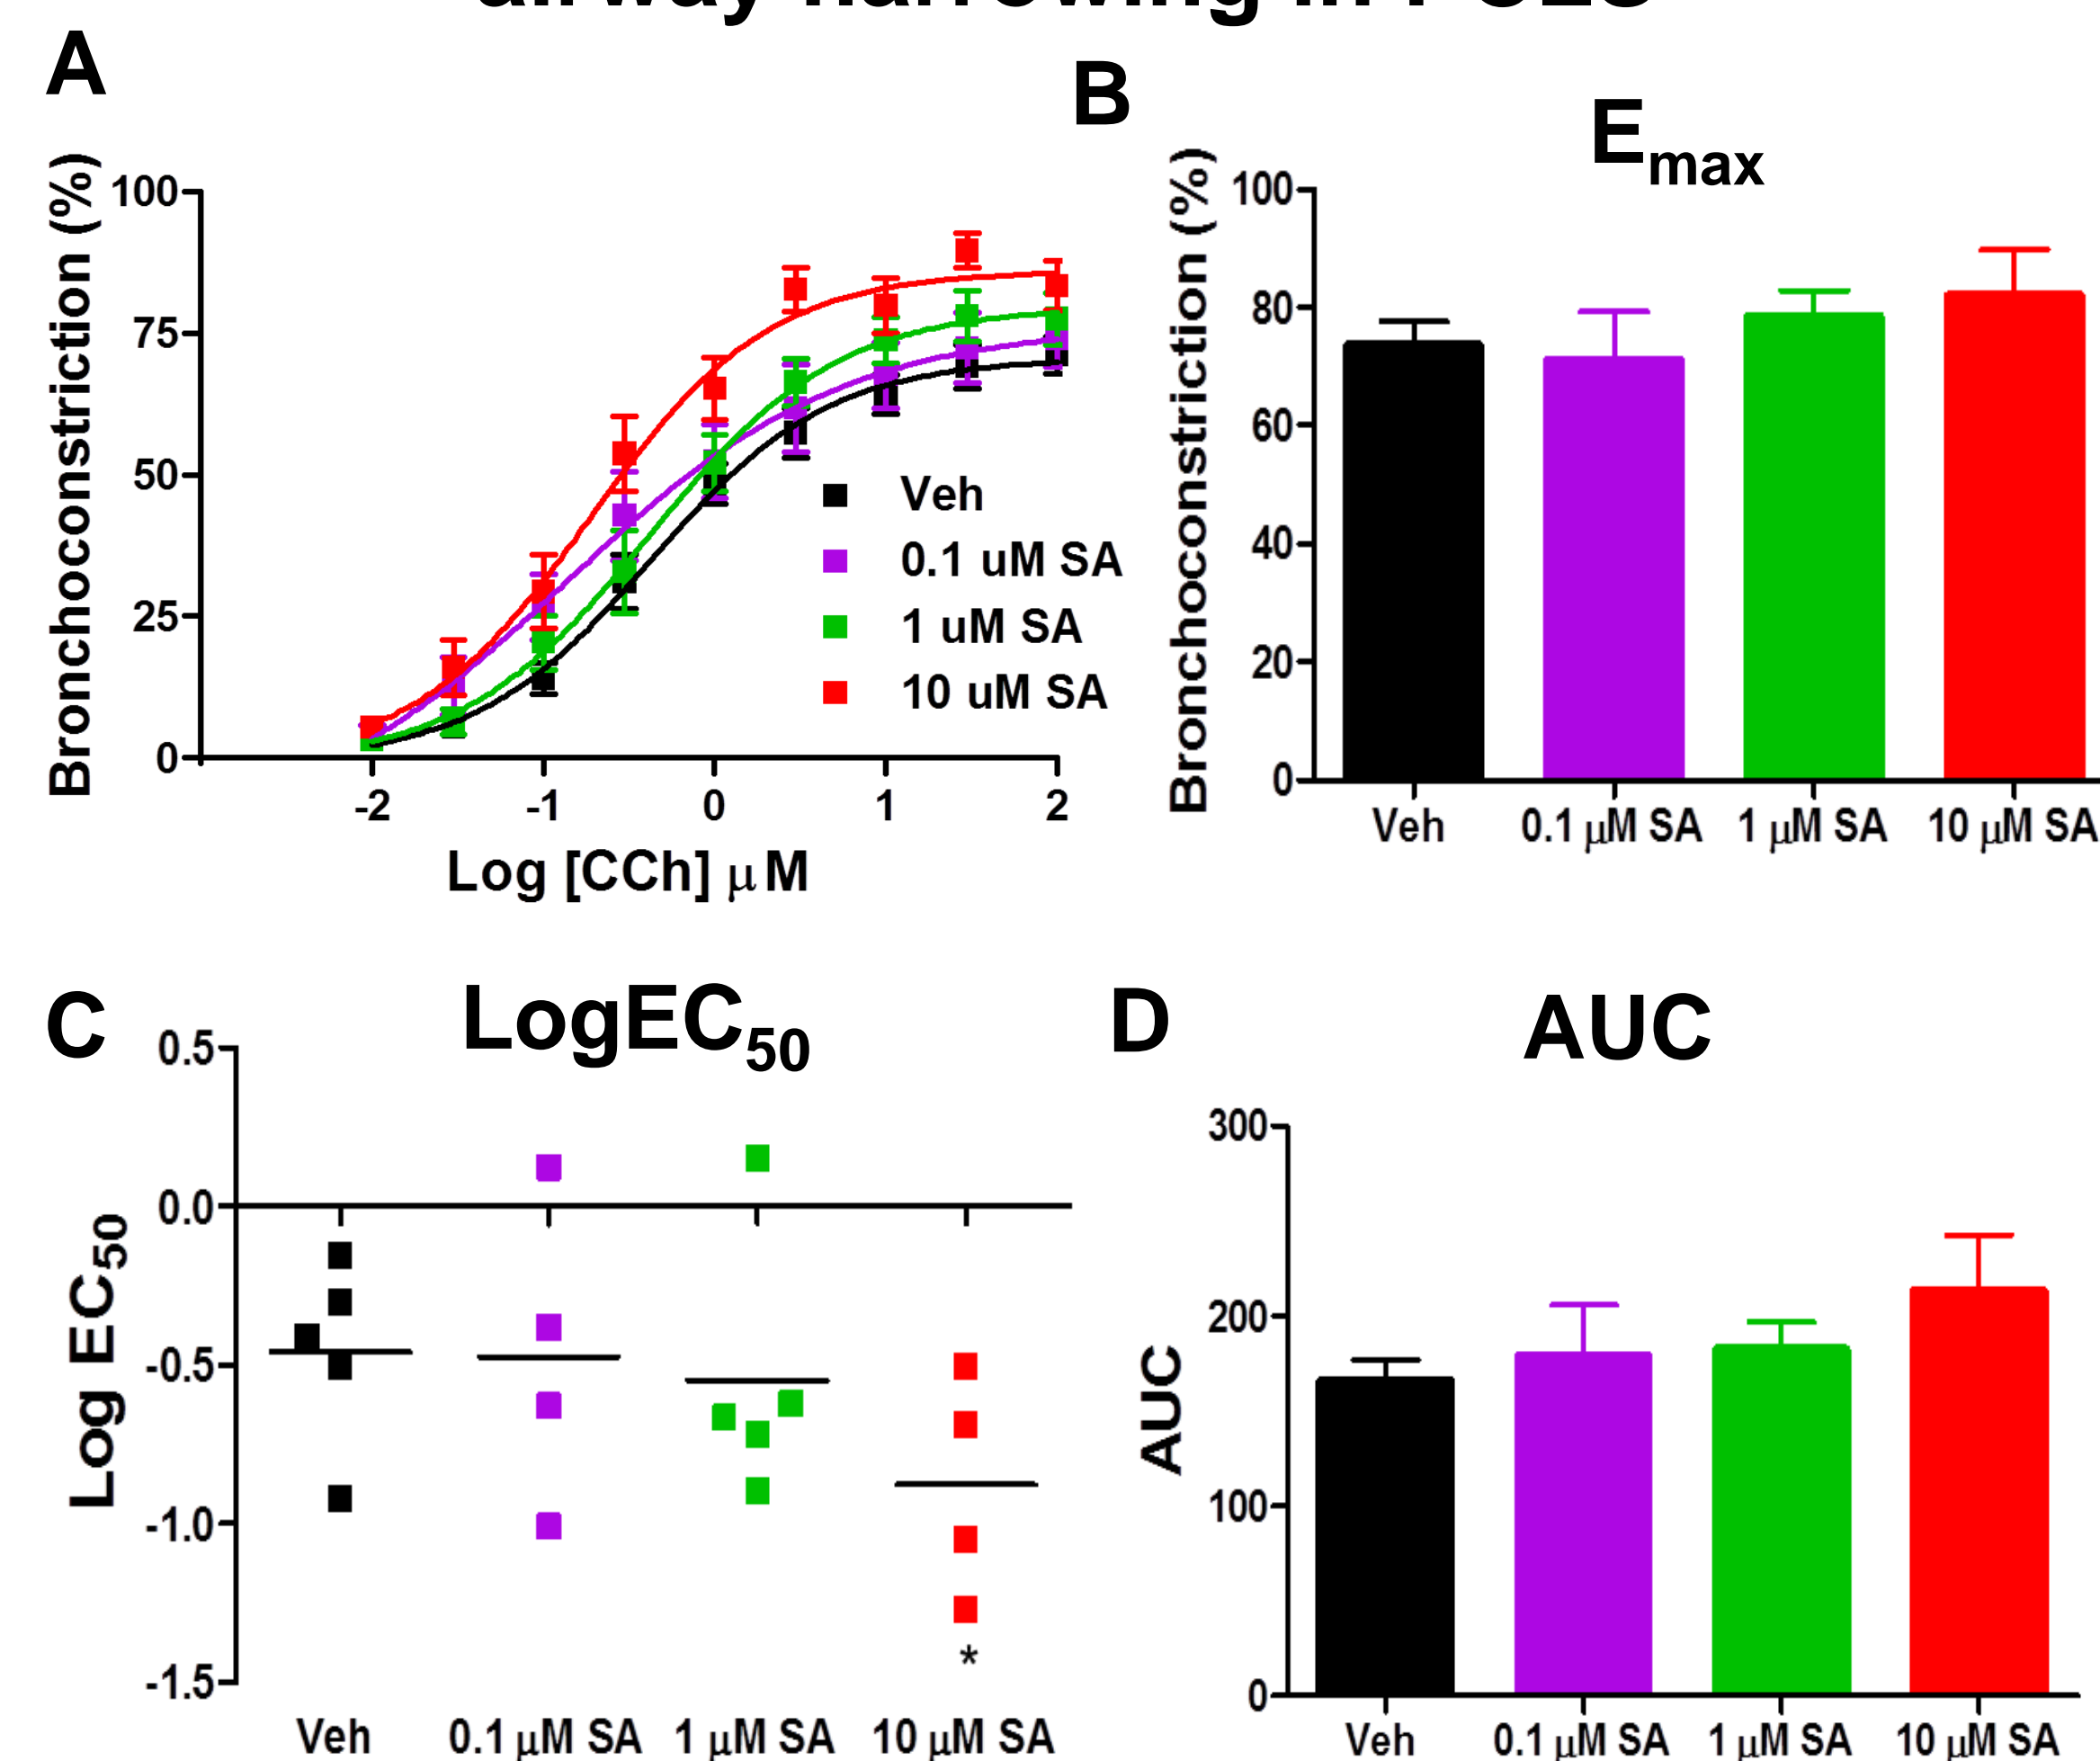 airway narrowing in PCLS
A
Bronchoconstriction (%)
100
75
50
25
0
-2 -1 0 1 2
Log [CCh] μM
Veh
0.1 uM SA
1 uM SA
10 uM SA
B
Emax
Bronchoconstriction (%)
100
80
60
40
20
0
Veh 0.1 μM SA 1 μM SA 10 μM SA
C
LogEC50
Log EC50
0.5
0.0
-0.5
-1.0
-1.5
*
Veh 0.1 μM SA 1 μM SA 10 μM SA
D
AUC
AUC
300
200
100
0
Veh 0.1 μM SA 1 μM SA 10 μM SA